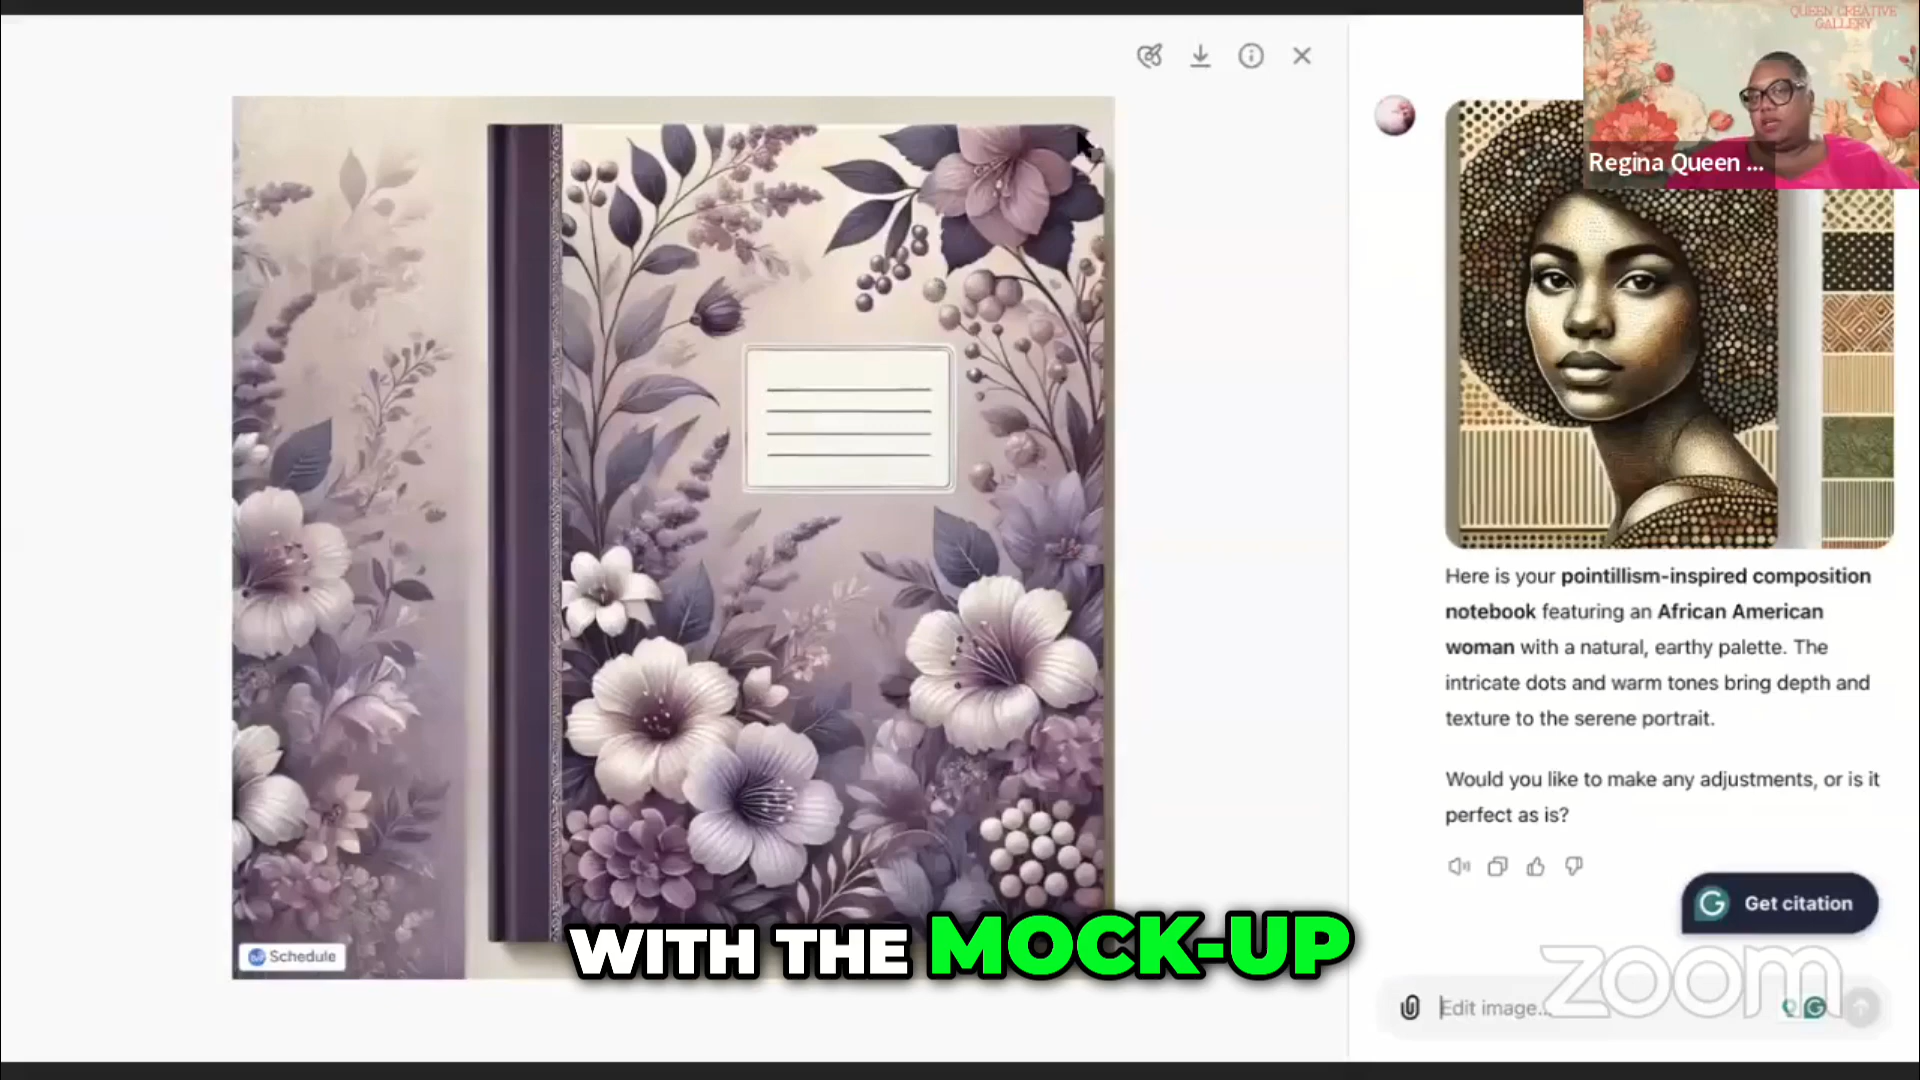 QUEEN CREATIVE
GALLERY
Regina Queen ...
Here is your pointillism-inspired composition
notebook featuring an African American
woman with a natural, earthy palette. The
intricate dots and warm tones bring depth and
texture to the serene portrait.
Would you like to make any adjustments, or is it
perfect as is?
Get citation
Schedule
WITH THE MOCK-UP
zoom
Edit image...